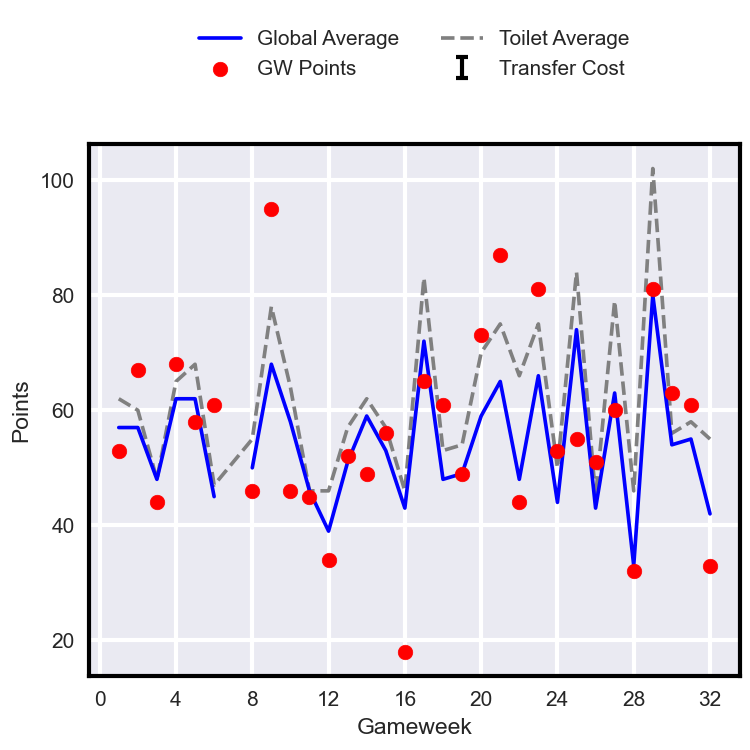 Global Average
Toilet Average
GW Points
Transfer Cost
Points
100
80
60
40
20
0 4 8 12 16 20 24 28 32
Gameweek